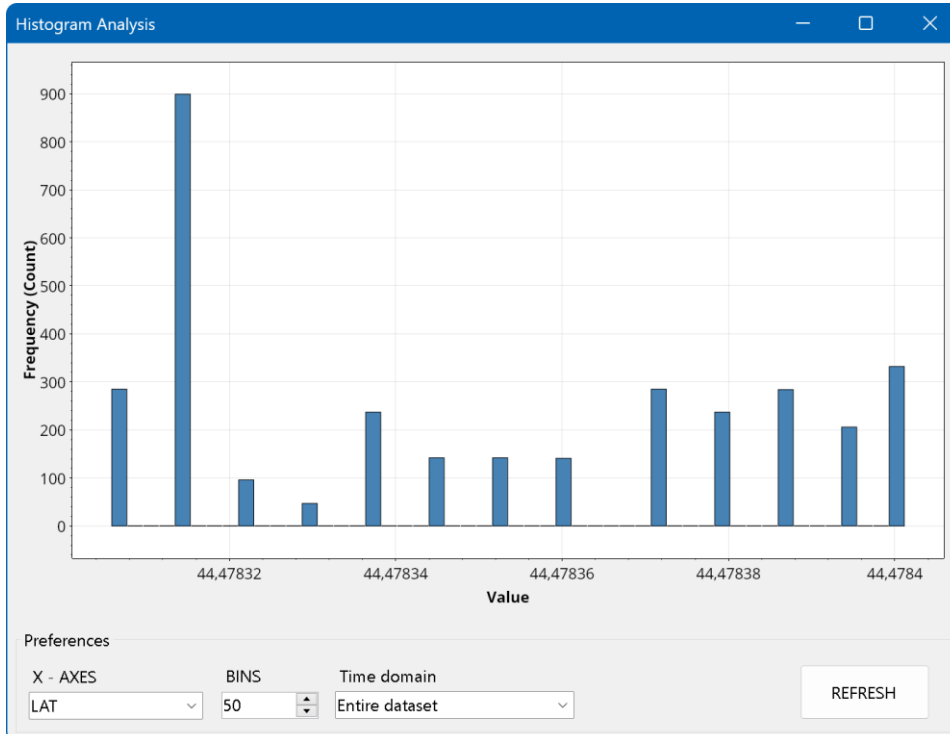 Histogram Analysis
900
800
700
600
500
400
300
200
100
0
Frequency (Count)
44,47832 44,47834 44,47836 44,47838 44,4784
Value
Preferences
X - AXES BINS Time domain
LAT 50 Entire dataset
REFRESH